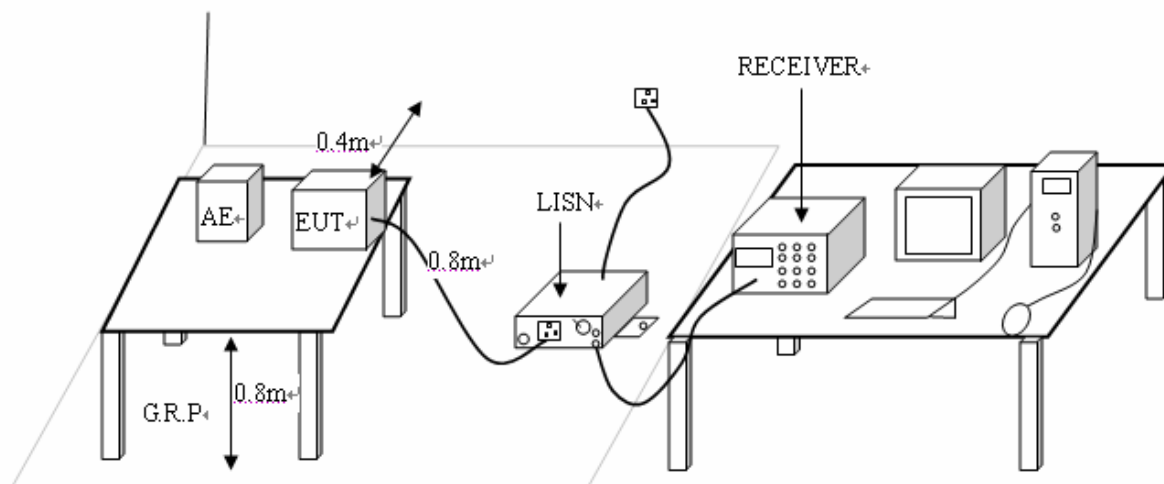 RECEIVER↵
0.4m↵
AE↵
EUT↵
LISN↵
0.8m↵
0.8m↵
G.R.P↵